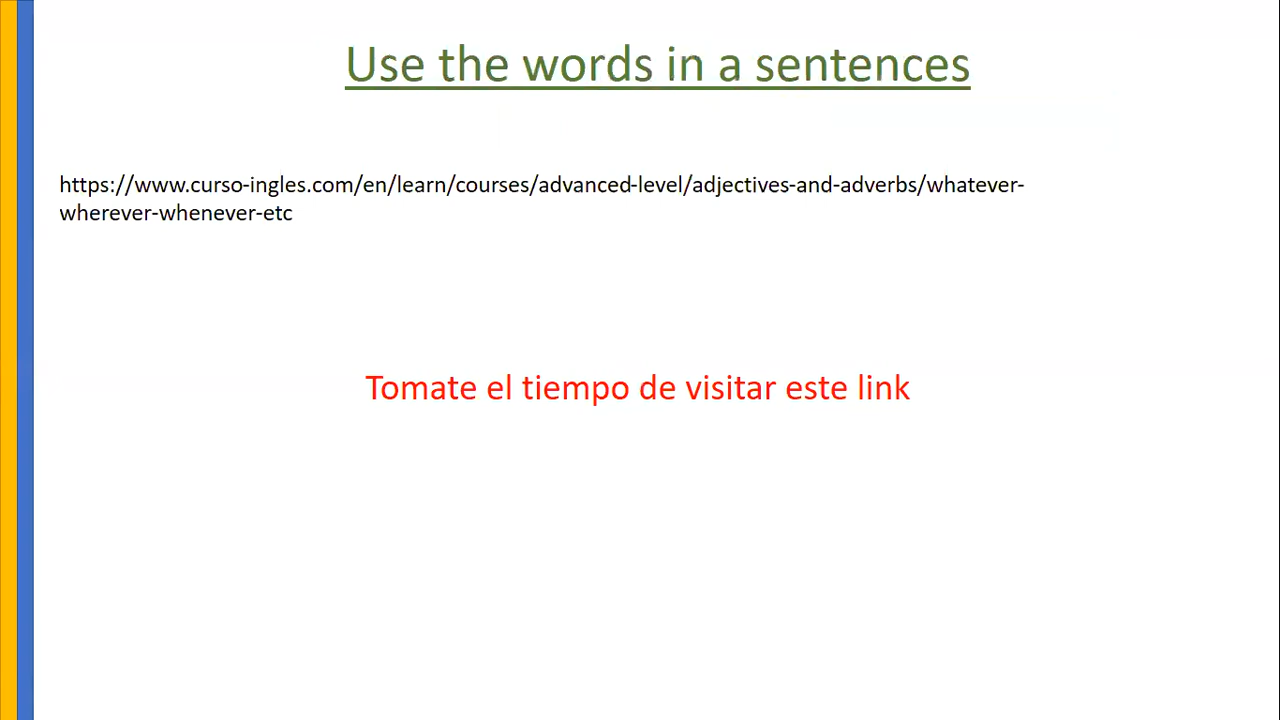 Use the words in a sentences
https://www.curso-ingles.com/en/learn/courses/advanced-level/adjectives-and-adverbs/whatever-
wherever-whenever-etc
Tomate el tiempo de visitar este link